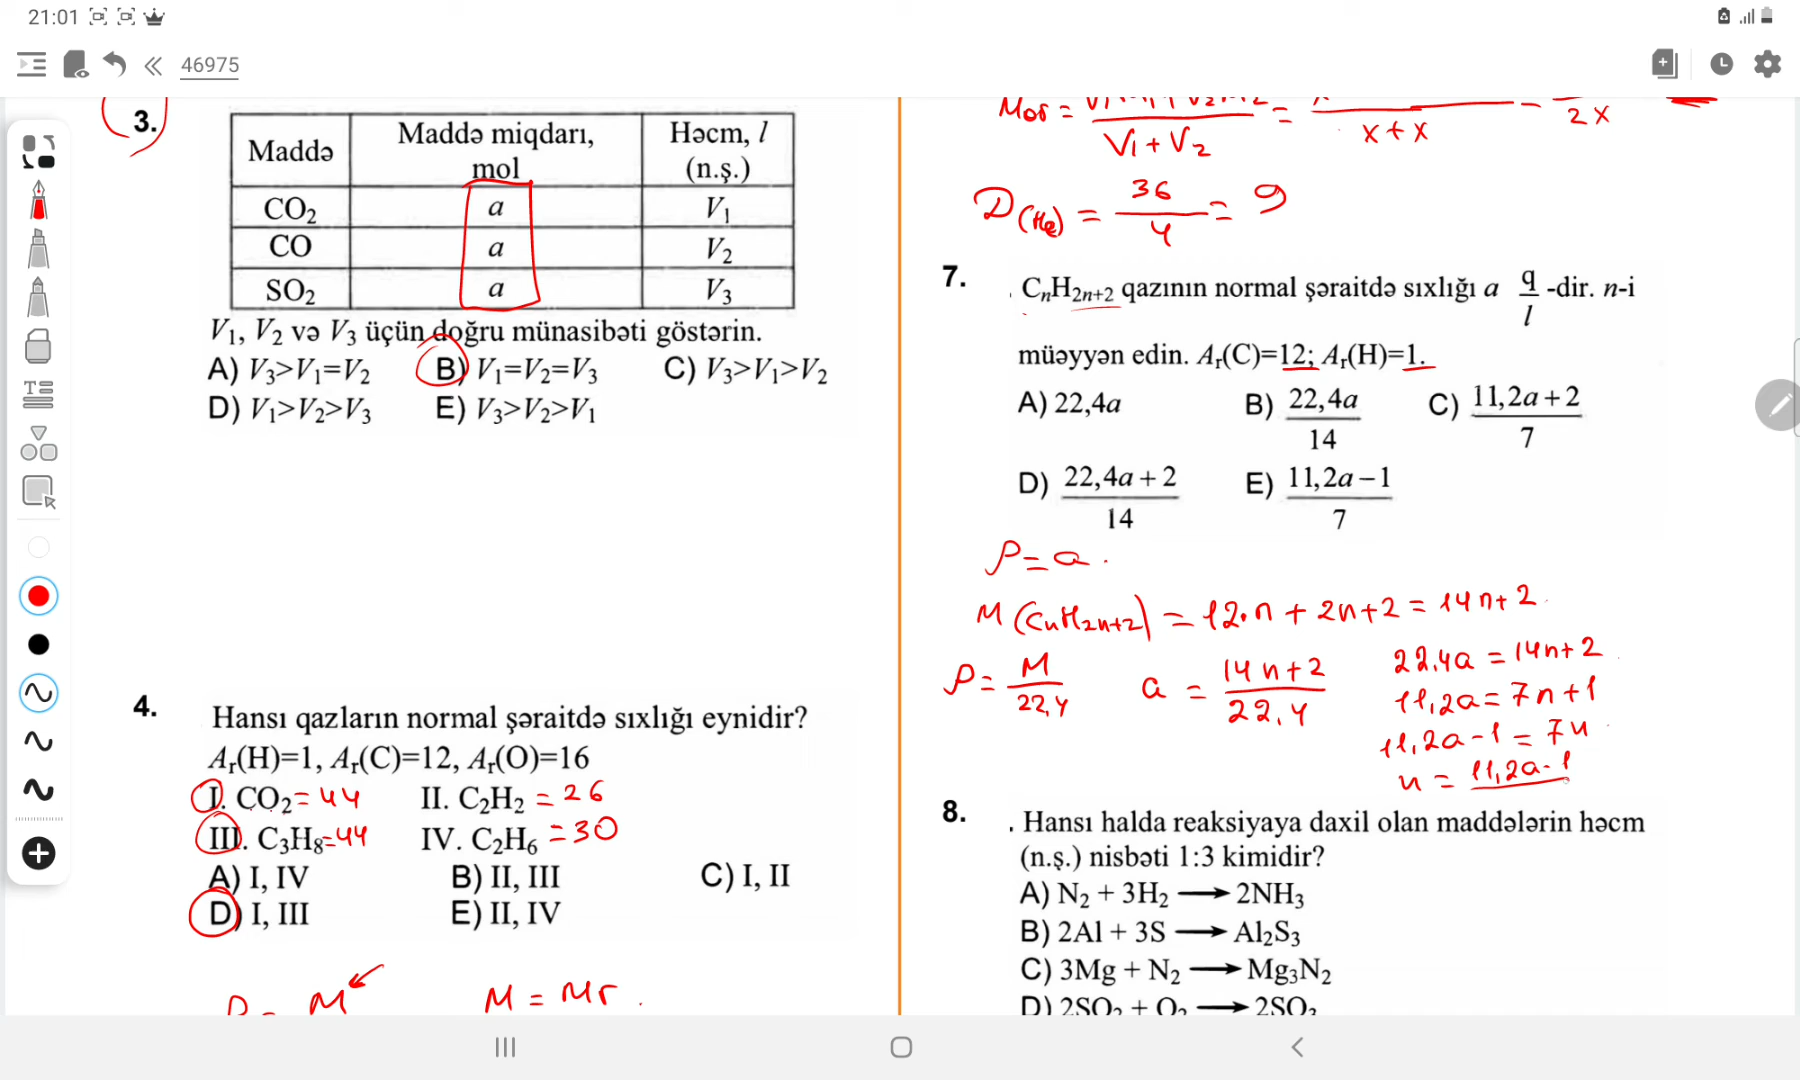 21:01
46975
3.
Maddə | Maddə miqdarı, mol | Həcm, l (n.ş.)
CO₂ | a | V₁
CO | a | V₂
SO₂ | a | V₃
V₁, V₂ və V₃ üçün doğru münasibəti göstərin.
A) V₃>V₁=V₂ B) V₁=V₂=V₃ C) V₃>V₁>V₂
D) V₁>V₂>V₃ E) V₃>V₂>V₁
4. Hansı qazların normal şəraitdə sıxlığı eynidir?
Aᵣ(H)=1, Aᵣ(C)=12, Aᵣ(O)=16
I. CO₂ = 44 II. C₂H₂ = 26
III. C₃H₈ = 44 IV. C₂H₆ = 30
A) I, IV B) II, III C) I, II
D) I, III E) II, IV
M M = Mr .
Mor = = 
V₁ + V₂ x + x 2x
D(He) = 36/4 = 9
7. CₙH₂ₙ₊₂ qazının normal şəraitdə sıxlığı a q/l -dir. n-i
müəyyən edin. Aᵣ(C)=12; Aᵣ(H)=1.
A) 22,4a B) 22,4a/14 C) (11,2a + 2)/7
D) (22,4a + 2)/14 E) (11,2a – 1)/7
ρ = a .
M (CₙH₂ₙ₊₂) = 12·n + 2n + 2 = 14n + 2
ρ = M/22,4 a = (14n + 2)/22,4 22,4a = 14n + 2
11,2a = 7n + 1
11,2a - 1 = 7n
n = 11,2a - 1
8. . Hansı halda reaksiyaya daxil olan maddələrin həcm
(n.ş.) nisbəti 1:3 kimidir?
A) N₂ + 3H₂ ⟶ 2NH₃
B) 2Al + 3S ⟶ Al₂S₃
C) 3Mg + N₂ ⟶ Mg₃N₂
D) 2SO₂ + O₂ ⟶ 2SO₃